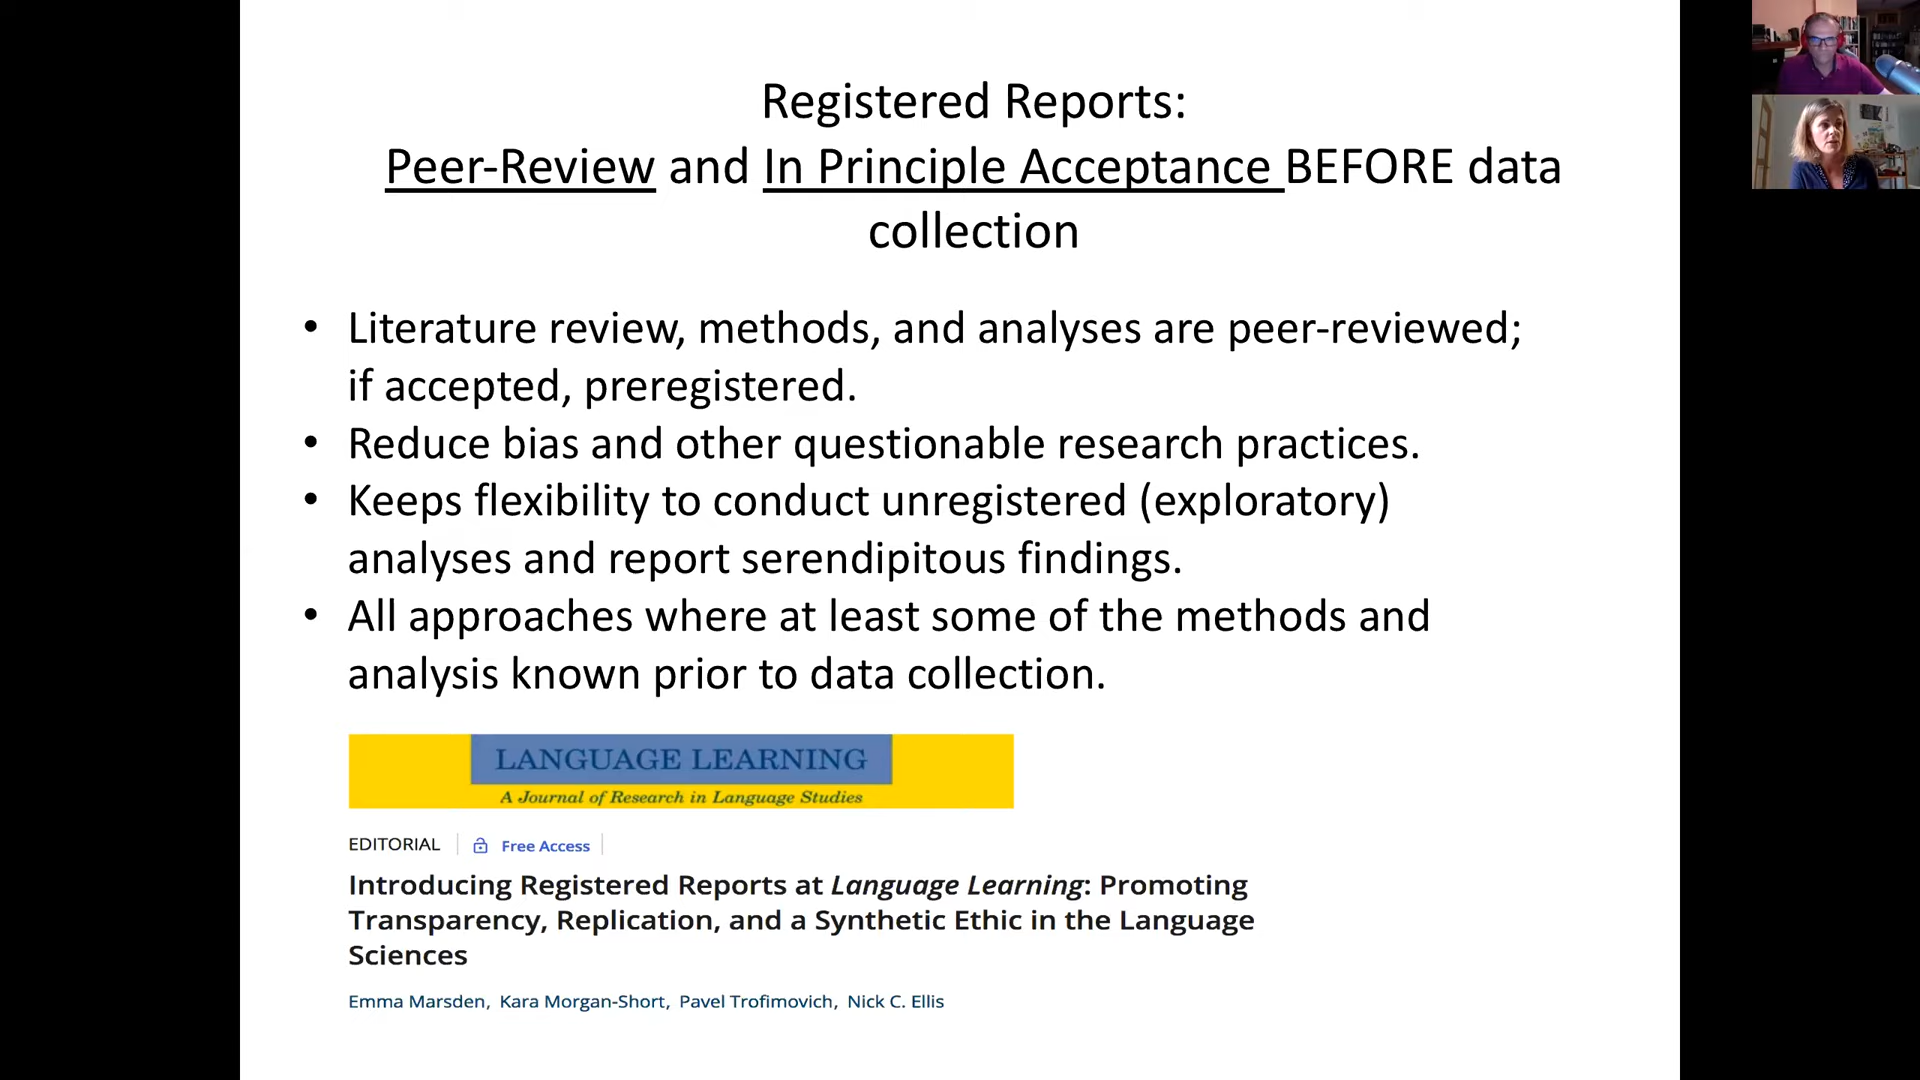 Registered Reports:
Peer-Review and In Principle Acceptance BEFORE data
collection
• Literature review, methods, and analyses are peer-reviewed;
if accepted, preregistered.
• Reduce bias and other questionable research practices.
• Keeps flexibility to conduct unregistered (exploratory)
analyses and report serendipitous findings.
• All approaches where at least some of the methods and
analysis known prior to data collection.
LANGUAGE LEARNING
A Journal of Research in Language Studies
EDITORIAL Free Access
Introducing Registered Reports at Language Learning: Promoting
Transparency, Replication, and a Synthetic Ethic in the Language
Sciences
Emma Marsden, Kara Morgan-Short, Pavel Trofimovich, Nick C. Ellis